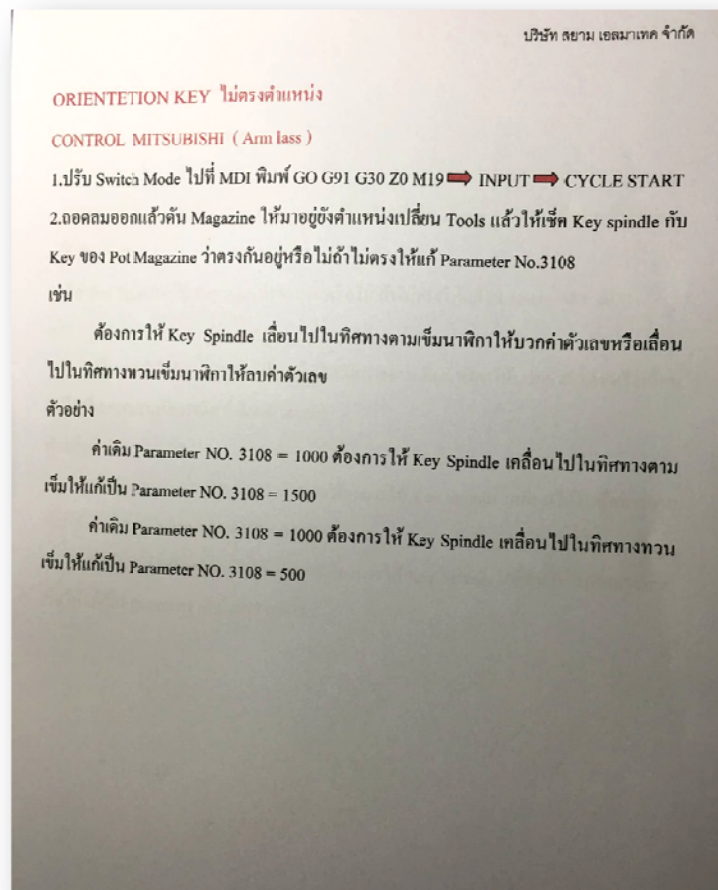 บริษัท สยาม เอลมาเทค จำกัด
ORIENTETION KEY ไม่ตรงตำแหน่ง
CONTROL MITSUBISHI ( Arm lass )
1.ปรับ Switch Mode ไปที่ MDI พิมพ์ GO G91 G30 Z0 M19 ➡ INPUT ➡ CYCLE START
2.ถอดลมออกแล้วดัน Magazine ให้มาอยู่ยังตำแหน่งเปลี่ยน Tools แล้วให้เช็ค Key spindle กับ
Key ของ Pot Magazine ว่าตรงกันอยู่หรือไม่ถ้าไม่ตรงให้แก้ Parameter No.3108
เช่น
ต้องการให้ Key Spindle เลื่อนไปในทิศทางตามเข็มนาฬิกาให้บวกค่าตัวเลขหรือเลื่อน
ไปในทิศทางทวนเข็มนาฬิกาให้ลบค่าตัวเลข
ตัวอย่าง
ค่าเดิม Parameter NO. 3108 = 1000 ต้องการให้ Key Spindle เคลื่อนไปในทิศทางตาม
เข็มให้แก้เป็น Parameter NO. 3108 = 1500
ค่าเดิม Parameter NO. 3108 = 1000 ต้องการให้ Key Spindle เคลื่อนไปในทิศทางทวน
เข็มให้แก้เป็น Parameter NO. 3108 = 500